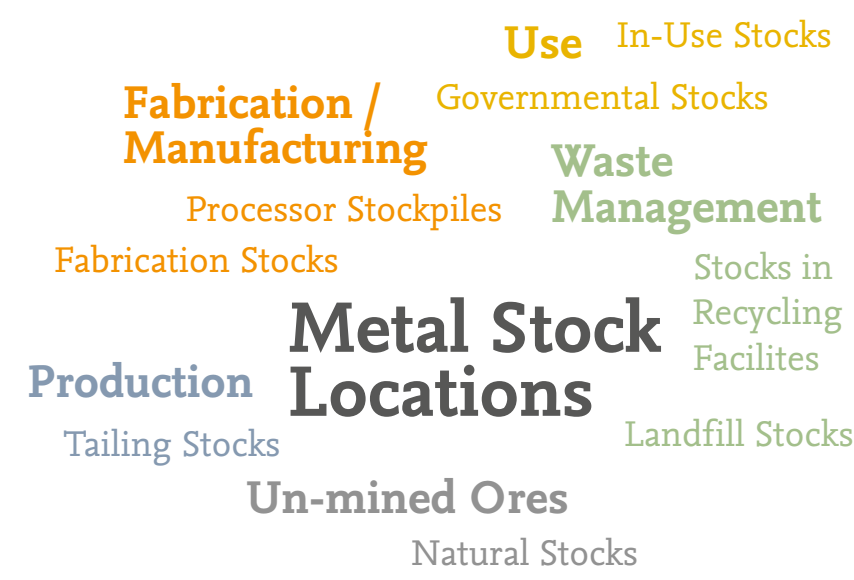 Use
In-Use Stocks
Governmental Stocks
Fabrication /
Manufacturing
Processor Stockpiles
Fabrication Stocks
Waste
Management
Stocks in
Recycling
Facilites
Landfill Stocks
Metal Stock
Locations
Production
Tailing Stocks
Un-mined Ores
Natural Stocks